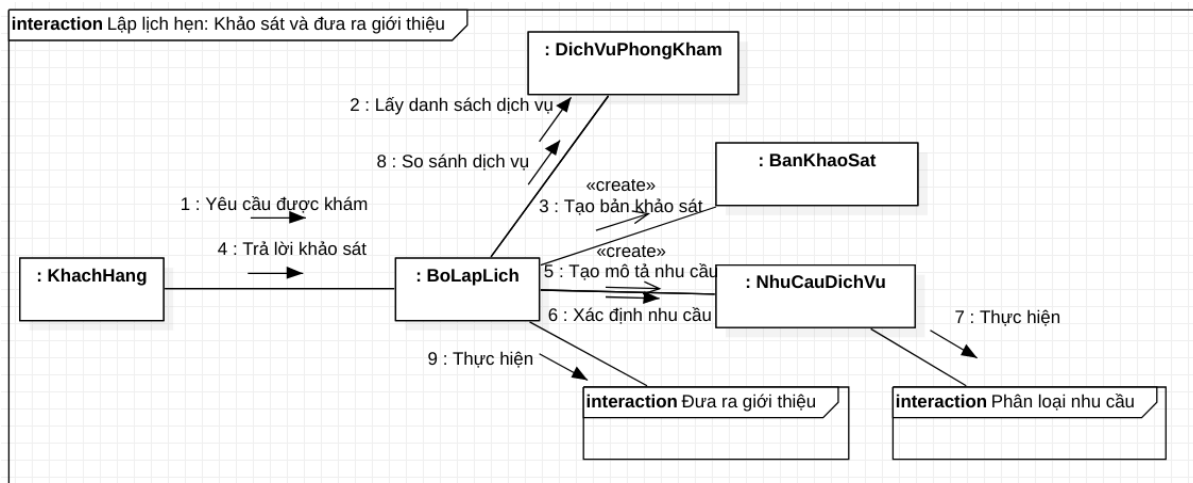 interaction Lập lịch hẹn: Khảo sát và đưa ra giới thiệu
: DichVuPhongKham
2 : Lấy danh sách dịch vụ
8 : So sánh dịch vụ
: BanKhaoSat
«create»
3 : Tạo bản khảo sát
1 : Yêu cầu được khám
4 : Trả lời khảo sát
: KhachHang
: BoLapLich
«create»
5 : Tạo mô tả nhu cầu
6 : Xác định nhu cầu
: NhuCauDichVu
7 : Thực hiện
9 : Thực hiện
interaction Đưa ra giới thiệu
interaction Phân loại nhu cầu